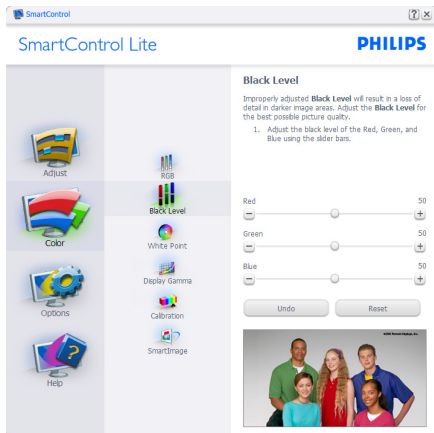 SmartControl
SmartControl Lite
PHILIPS
Adjust
Color
Options
Help
RGB
Black Level
White Point
Display Gamma
Calibration
SmartImage
Black Level
Improperly adjusted Black Level will result in a loss of
detail in darker image areas. Adjust the Black Level for
the best possible picture quality.
1. Adjust the black level of the Red, Green, and
Blue using the slider bars.
Red 50
Green 50
Blue 50
Undo Reset